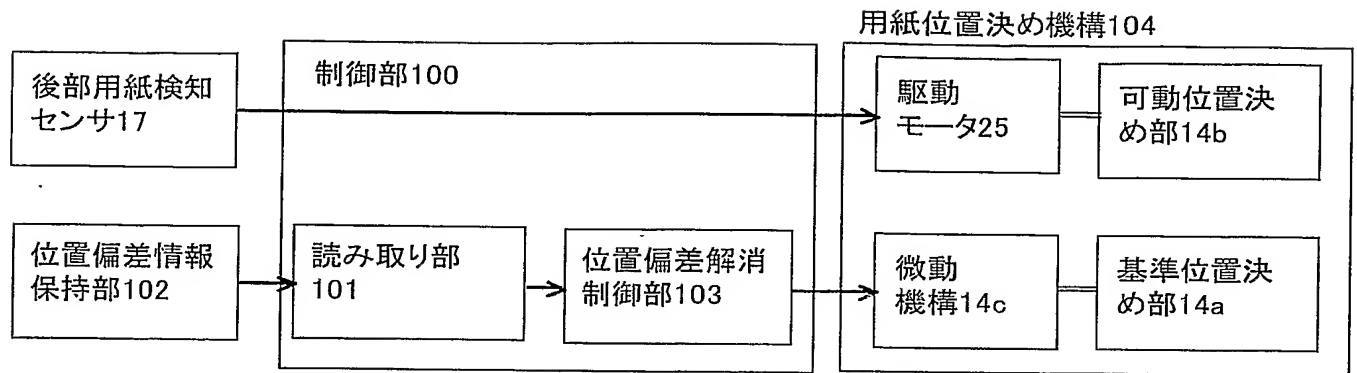 用紙位置決め機構104
制御部100
後部用紙検知
センサ17
駆動
モータ25
可動位置決
め部14b
位置偏差情報
保持部102
読み取り部
101
位置偏差解消
制御部103
微動
機構14c
基準位置決
め部14a